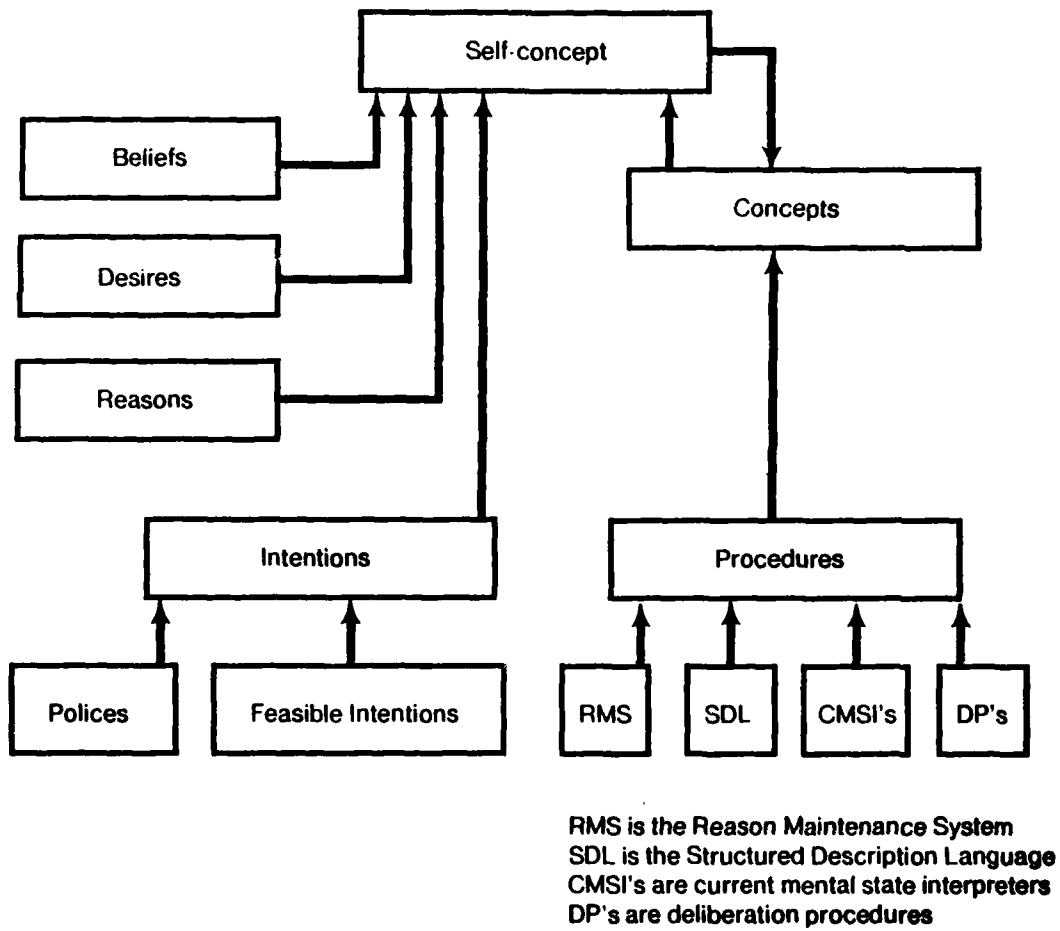 Self-concept
Beliefs
Concepts
Desires
Reasons
Intentions
Procedures
Polices
Feasible Intentions
RMS
SDL
CMSI's
DP's
RMS is the Reason Maintenance System
SDL is the Structured Description Language
CMSI's are current mental state interpreters
DP's are deliberation procedures